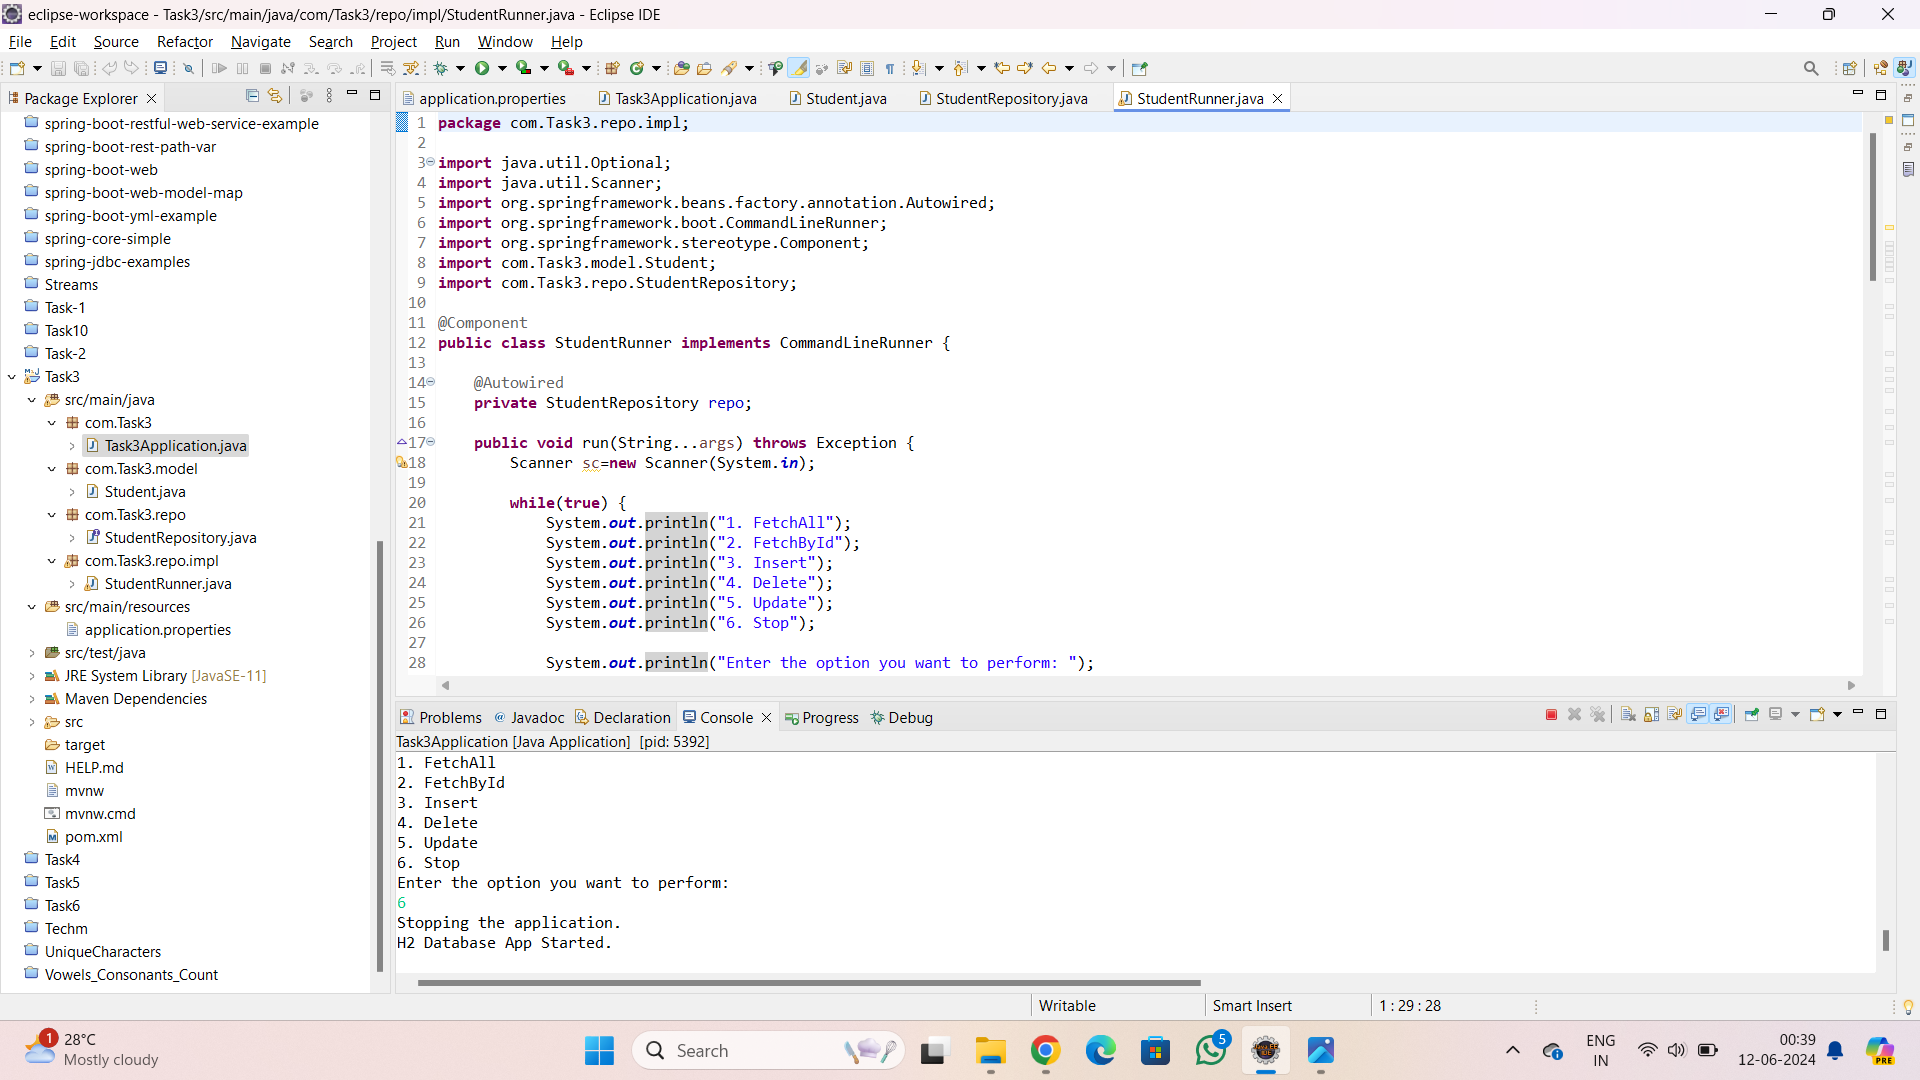 eclipse-workspace - Task3/src/main/java/com/Task3/repo/impl/StudentRunner.java - Eclipse IDE
File Edit Source Refactor Navigate Search Project Run Window Help
Package Explorer
spring-boot-restful-web-service-example
spring-boot-rest-path-var
spring-boot-web
spring-boot-web-model-map
spring-boot-yml-example
spring-core-simple
spring-jdbc-examples
Streams
Task-1
Task10
Task-2
Task3
src/main/java
com.Task3
Task3Application.java
com.Task3.model
Student.java
com.Task3.repo
StudentRepository.java
com.Task3.repo.impl
StudentRunner.java
src/main/resources
application.properties
src/test/java
JRE System Library [JavaSE-11]
Maven Dependencies
src
target
HELP.md
mvnw
mvnw.cmd
pom.xml
Task4
Task5
Task6
Techm
UniqueCharacters
Vowels_Consonants_Count
application.properties Task3Application.java Student.java StudentRepository.java StudentRunner.java
1 package com.Task3.repo.impl;
2
3 import java.util.Optional;
4 import java.util.Scanner;
5 import org.springframework.beans.factory.annotation.Autowired;
6 import org.springframework.boot.CommandLineRunner;
7 import org.springframework.stereotype.Component;
8 import com.Task3.model.Student;
9 import com.Task3.repo.StudentRepository;
10
11 @Component
12 public class StudentRunner implements CommandLineRunner {
13
14 @Autowired
15 private StudentRepository repo;
16
17 public void run(String...args) throws Exception {
18 Scanner sc=new Scanner(System.in);
19
20 while(true) {
21 System.out.println("1. FetchAll");
22 System.out.println("2. FetchById");
23 System.out.println("3. Insert");
24 System.out.println("4. Delete");
25 System.out.println("5. Update");
26 System.out.println("6. Stop");
27
28 System.out.println("Enter the option you want to perform: ");
Problems Javadoc Declaration Console Progress Debug
Task3Application [Java Application] [pid: 5392]
1. FetchAll
2. FetchById
3. Insert
4. Delete
5. Update
6. Stop
Enter the option you want to perform:
6
Stopping the application.
H2 Database App Started.
Writable Smart Insert 1 : 29 : 28
1
28°C
Mostly cloudy
Search
5
PRE
ENG
IN
00:39
12-06-2024